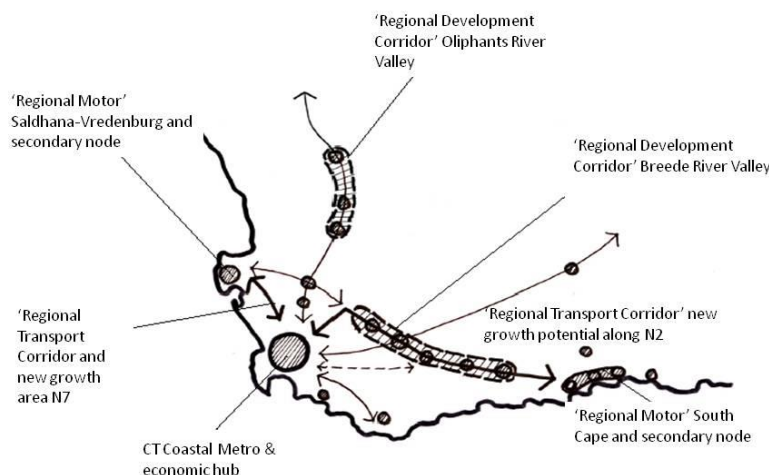 ‘Regional Development
Corridor’ Oliphants River
Valley
‘Regional Motor’
Saldhana-Vredenburg and
secondary node
‘Regional Development
Corridor’ Breede River Valley
‘Regional
Transport
Corridor and
new growth
area N7
‘Regional Transport Corridor’ new
growth potential along N2
CT Coastal Metro &
economic hub
‘Regional Motor’ South
Cape and secondary node